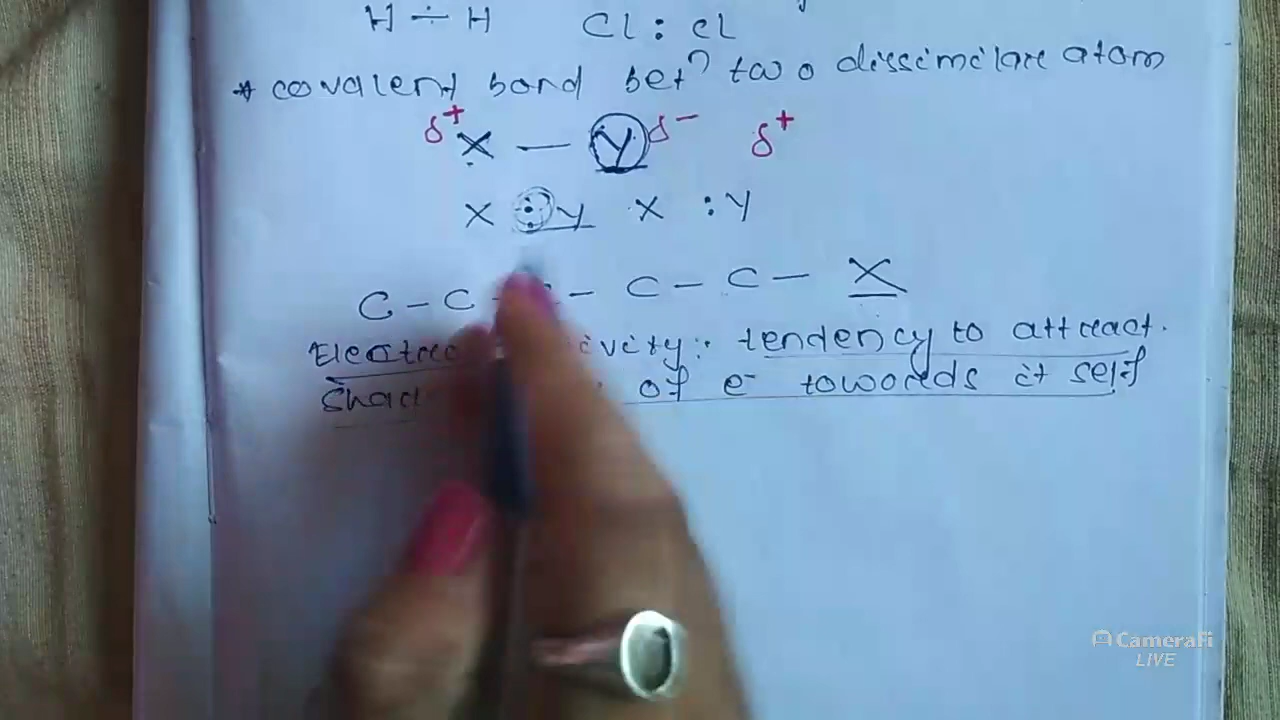 H ÷ H Cl : cl
* covalent bond betⁿ two dissimilar atom
δ+ X — Y δ- δ+
X : y X : Y
C - C - - C - C - X
tendency to attract.
of e- towards it self
CameraFi
LIVE